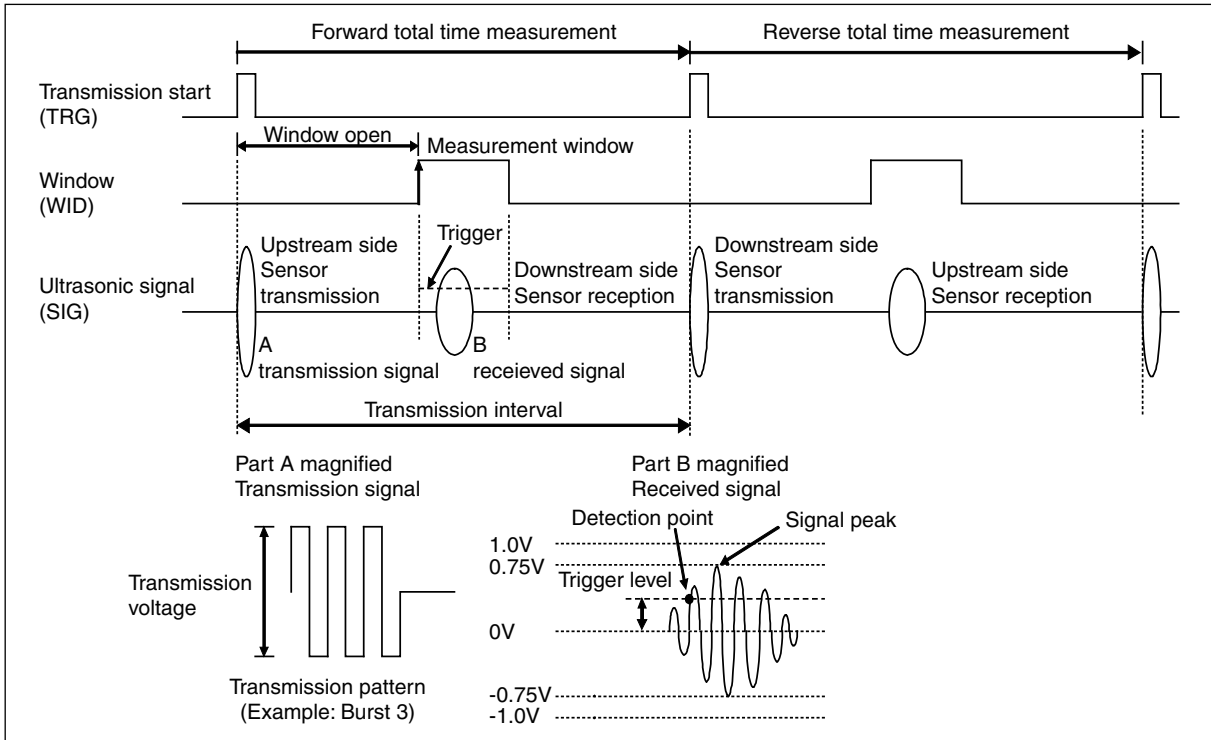 Forward total time measurement
Reverse total time measurement
Transmission start
(TRG)
Window open
Measurement window
Window
(WID)
Trigger
Upstream side
Sensor
transmission
Downstream side
Sensor reception
Downstream side
Sensor
transmission
Upstream side
Sensor reception
Ultrasonic signal
(SIG)
A
transmission signal
B
receieved signal
Transmission interval
Part A magnified
Transmission signal
Part B magnified
Received signal
Detection point
Signal peak
1.0V
0.75V
Trigger level
0V
-0.75V
-1.0V
Transmission
voltage
Transmission pattern
(Example: Burst 3)